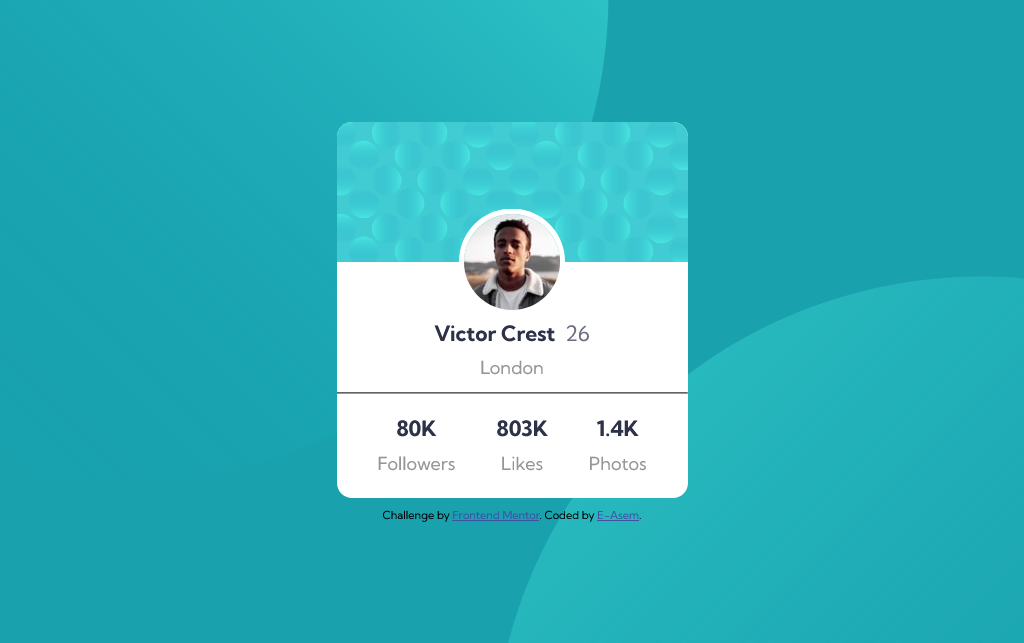 Victor Crest 26
London
80K 803K 1.4K
Followers Likes Photos
Challenge by Frontend Mentor. Coded by E-Asem.